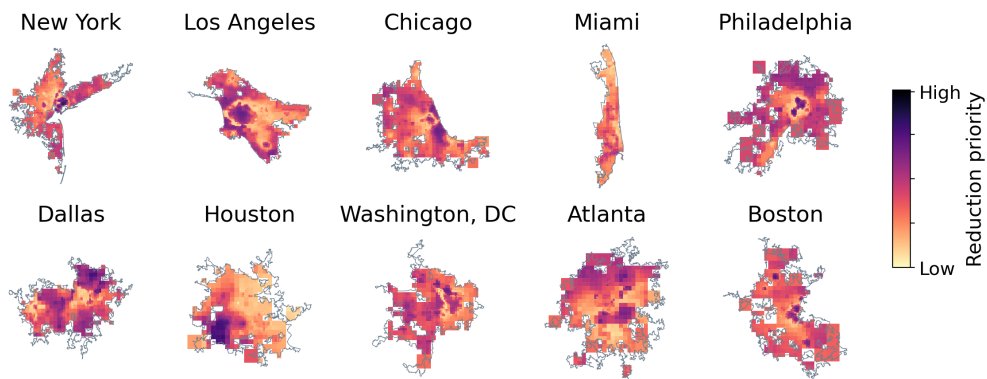 New York
Los Angeles
Chicago
Miami
Philadelphia
High
Reduction priority
Low
Dallas
Houston
Washington, DC
Atlanta
Boston